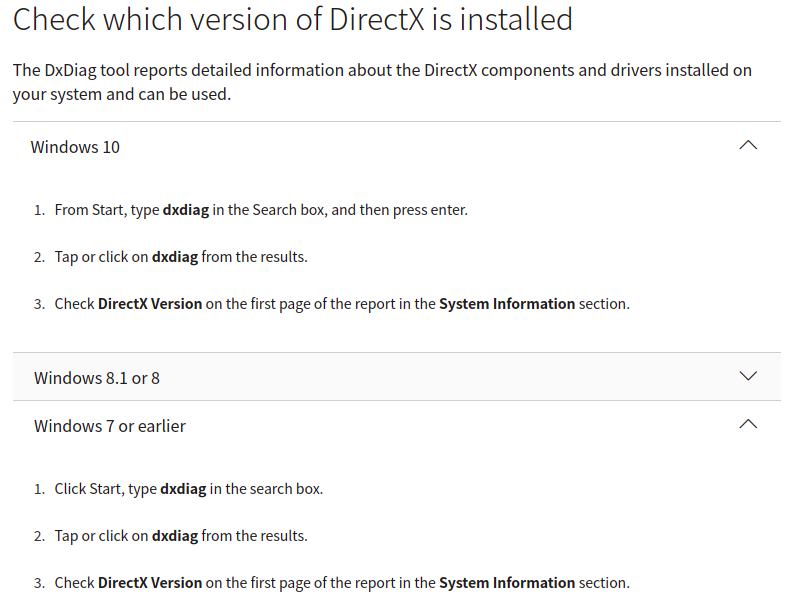 Check which version of DirectX is installed
The DxDiag tool reports detailed information about the DirectX components and drivers installed on
your system and can be used.
Windows 10
1. From Start, type dxdiag in the Search box, and then press enter.
2. Tap or click on dxdiag from the results.
3. Check DirectX Version on the first page of the report in the System Information section.
Windows 8.1 or 8
Windows 7 or earlier
1. Click Start, type dxdiag in the search box.
2. Tap or click on dxdiag from the results.
3. Check DirectX Version on the first page of the report in the System Information section.